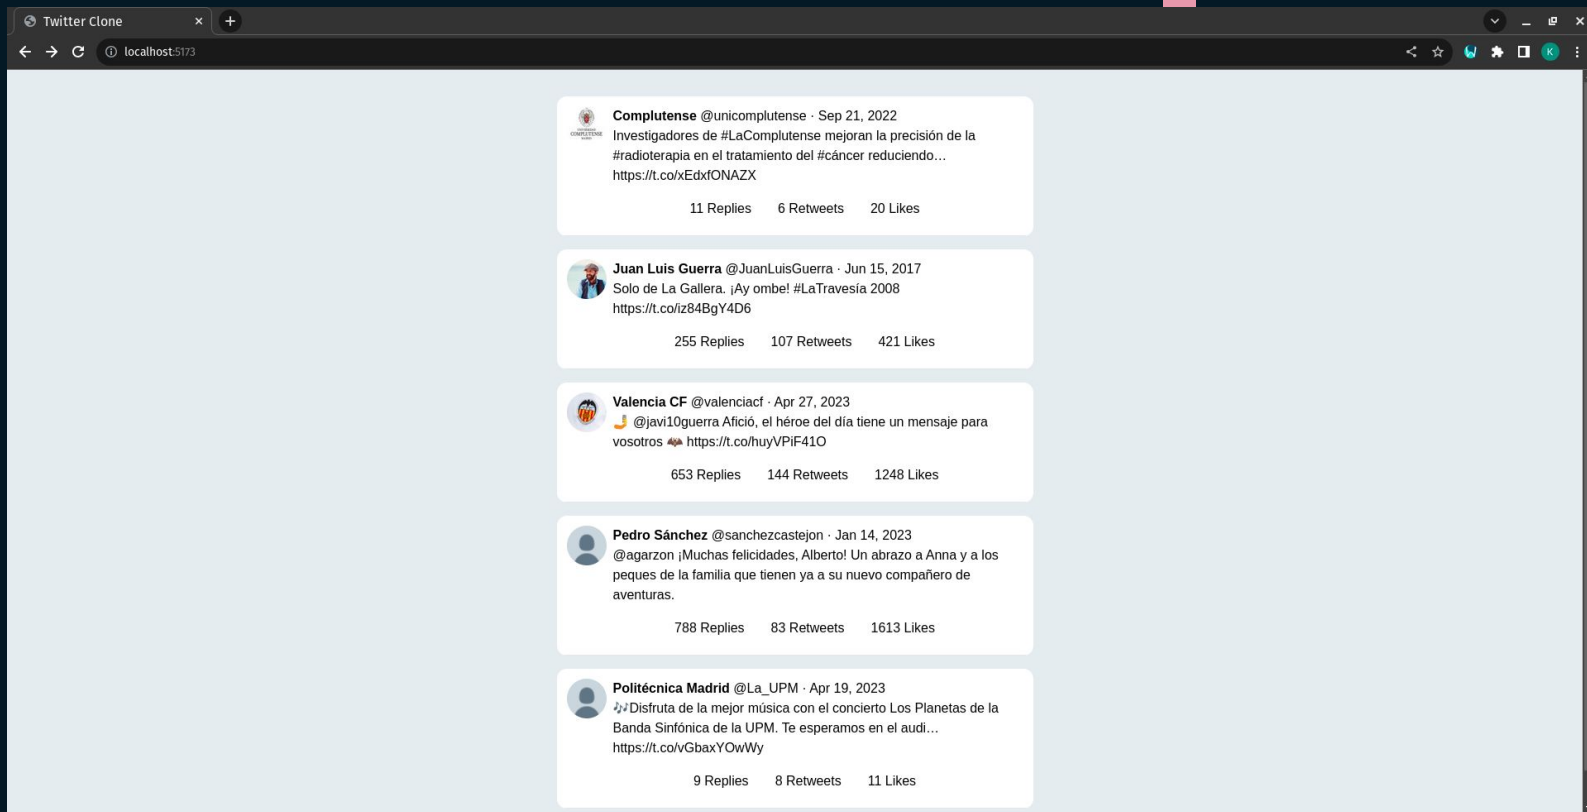 Twitter Clone
localhost:5173
K
COMPLUTENSE
Complutense @unicomplutense · Sep 21, 2022
Investigadores de #LaComplutense mejoran la precisión de la
#radioterapia en el tratamiento del #cáncer reduciendo…
https://t.co/xEdxfONAZX
11 Replies 6 Retweets 20 Likes
Juan Luis Guerra @JuanLuisGuerra · Jun 15, 2017
Solo de La Gallera. ¡Ay ombe! #LaTravesía 2008
https://t.co/iz84BgY4D6
255 Replies 107 Retweets 421 Likes
Valencia CF @valenciacf · Apr 27, 2023
🤳 @javi10guerra Afició, el héroe del día tiene un mensaje para
vosotros 🦇 https://t.co/huyVPiF41O
653 Replies 144 Retweets 1248 Likes
Pedro Sánchez @sanchezcastejon · Jan 14, 2023
@agarzon ¡Muchas felicidades, Alberto! Un abrazo a Anna y a los
peques de la familia que tienen ya a su nuevo compañero de
aventuras.
788 Replies 83 Retweets 1613 Likes
Politécnica Madrid @La_UPM · Apr 19, 2023
🎶Disfruta de la mejor música con el concierto Los Planetas de la
Banda Sinfónica de la UPM. Te esperamos en el audi…
https://t.co/vGbaxYOwWy
9 Replies 8 Retweets 11 Likes